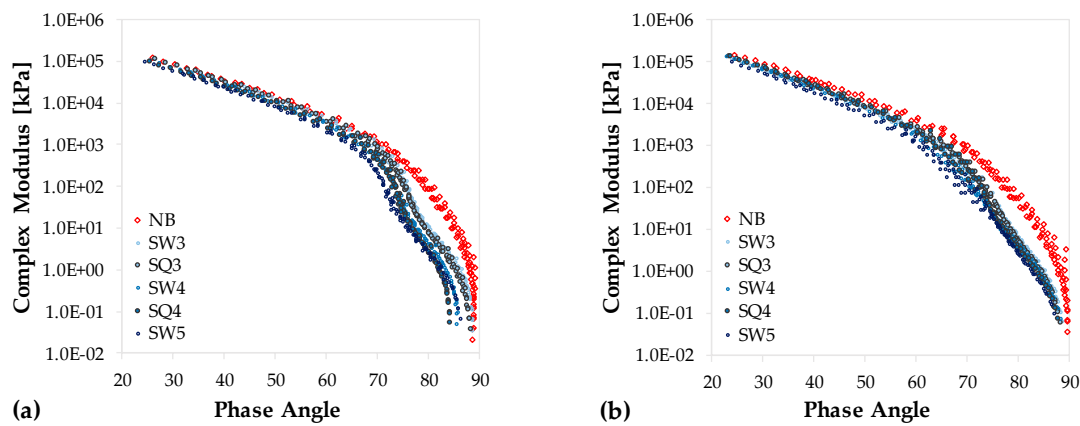 1.0E+06
1.0E+05
1.0E+04
1.0E+03
1.0E+02
1.0E+01
1.0E+00
1.0E-01
1.0E-02
Complex Modulus [kPa]
NB
SW3
SQ3
SW4
SQ4
SW5
20 30 40 50 60 70 80 90
Phase Angle
(a)
1.0E+06
1.0E+05
1.0E+04
1.0E+03
1.0E+02
1.0E+01
1.0E+00
1.0E-01
1.0E-02
Complex Modulus [kPa]
NB
SW3
SQ3
SW4
SQ4
SW5
20 30 40 50 60 70 80 90
Phase Angle
(b)